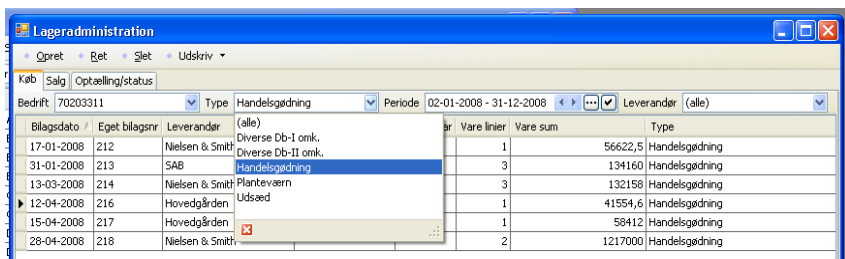 Lageradministration
Opret Ret Slet Udskriv
Køb Salg Optælling/status
Bedrift 70203311 Type Handelsgødning Periode 02-01-2008 - 31-12-2008 Leverandør (alle)
Bilagsdato Eget bilagsnr Leverandør Vare linier Vare sum Type
(alle)
Diverse Db-I omk.
Diverse Db-II omk.
Handelsgødning
Planteværn
Udsæd
17-01-2008 212 Nielsen & Smith 1 56622,5 Handelsgødning
31-01-2008 213 SAB 3 134160 Handelsgødning
13-03-2008 214 Nielsen & Smith 3 132158 Handelsgødning
12-04-2008 216 Hovedgården 1 41554,6 Handelsgødning
15-04-2008 217 Hovedgården 1 58412 Handelsgødning
28-04-2008 218 Nielsen & Smith 2 1217000 Handelsgødning